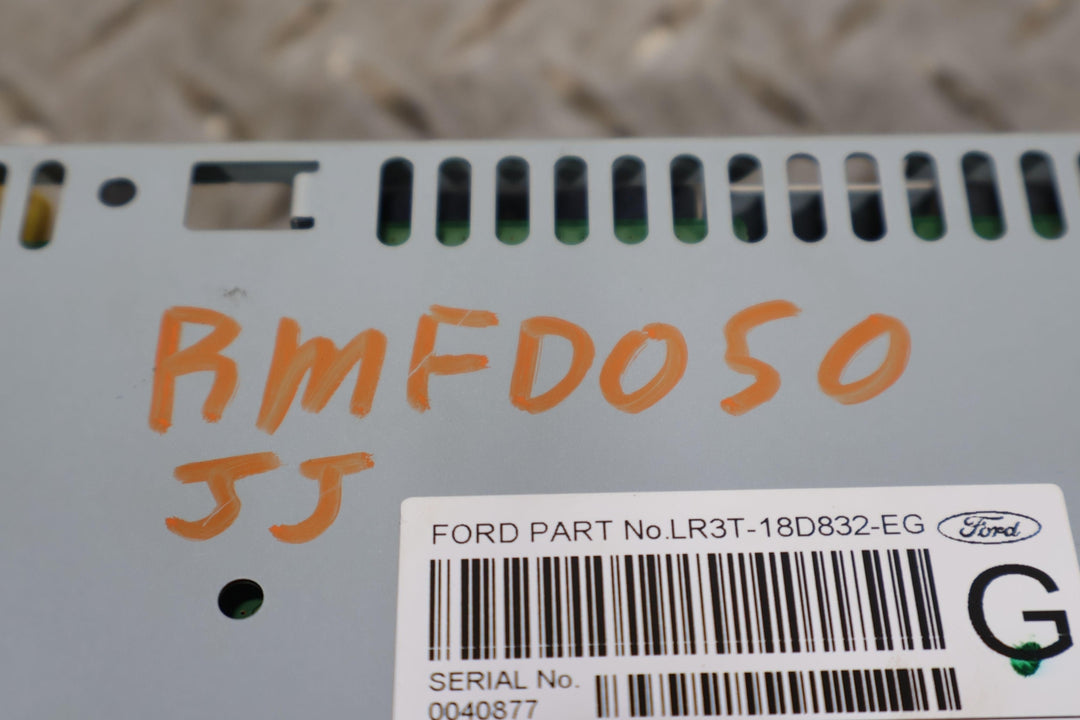 RMFD050
JJ
FORD PART No.LR3T-18D832-EG Ford
G
SERIAL No.
0040877